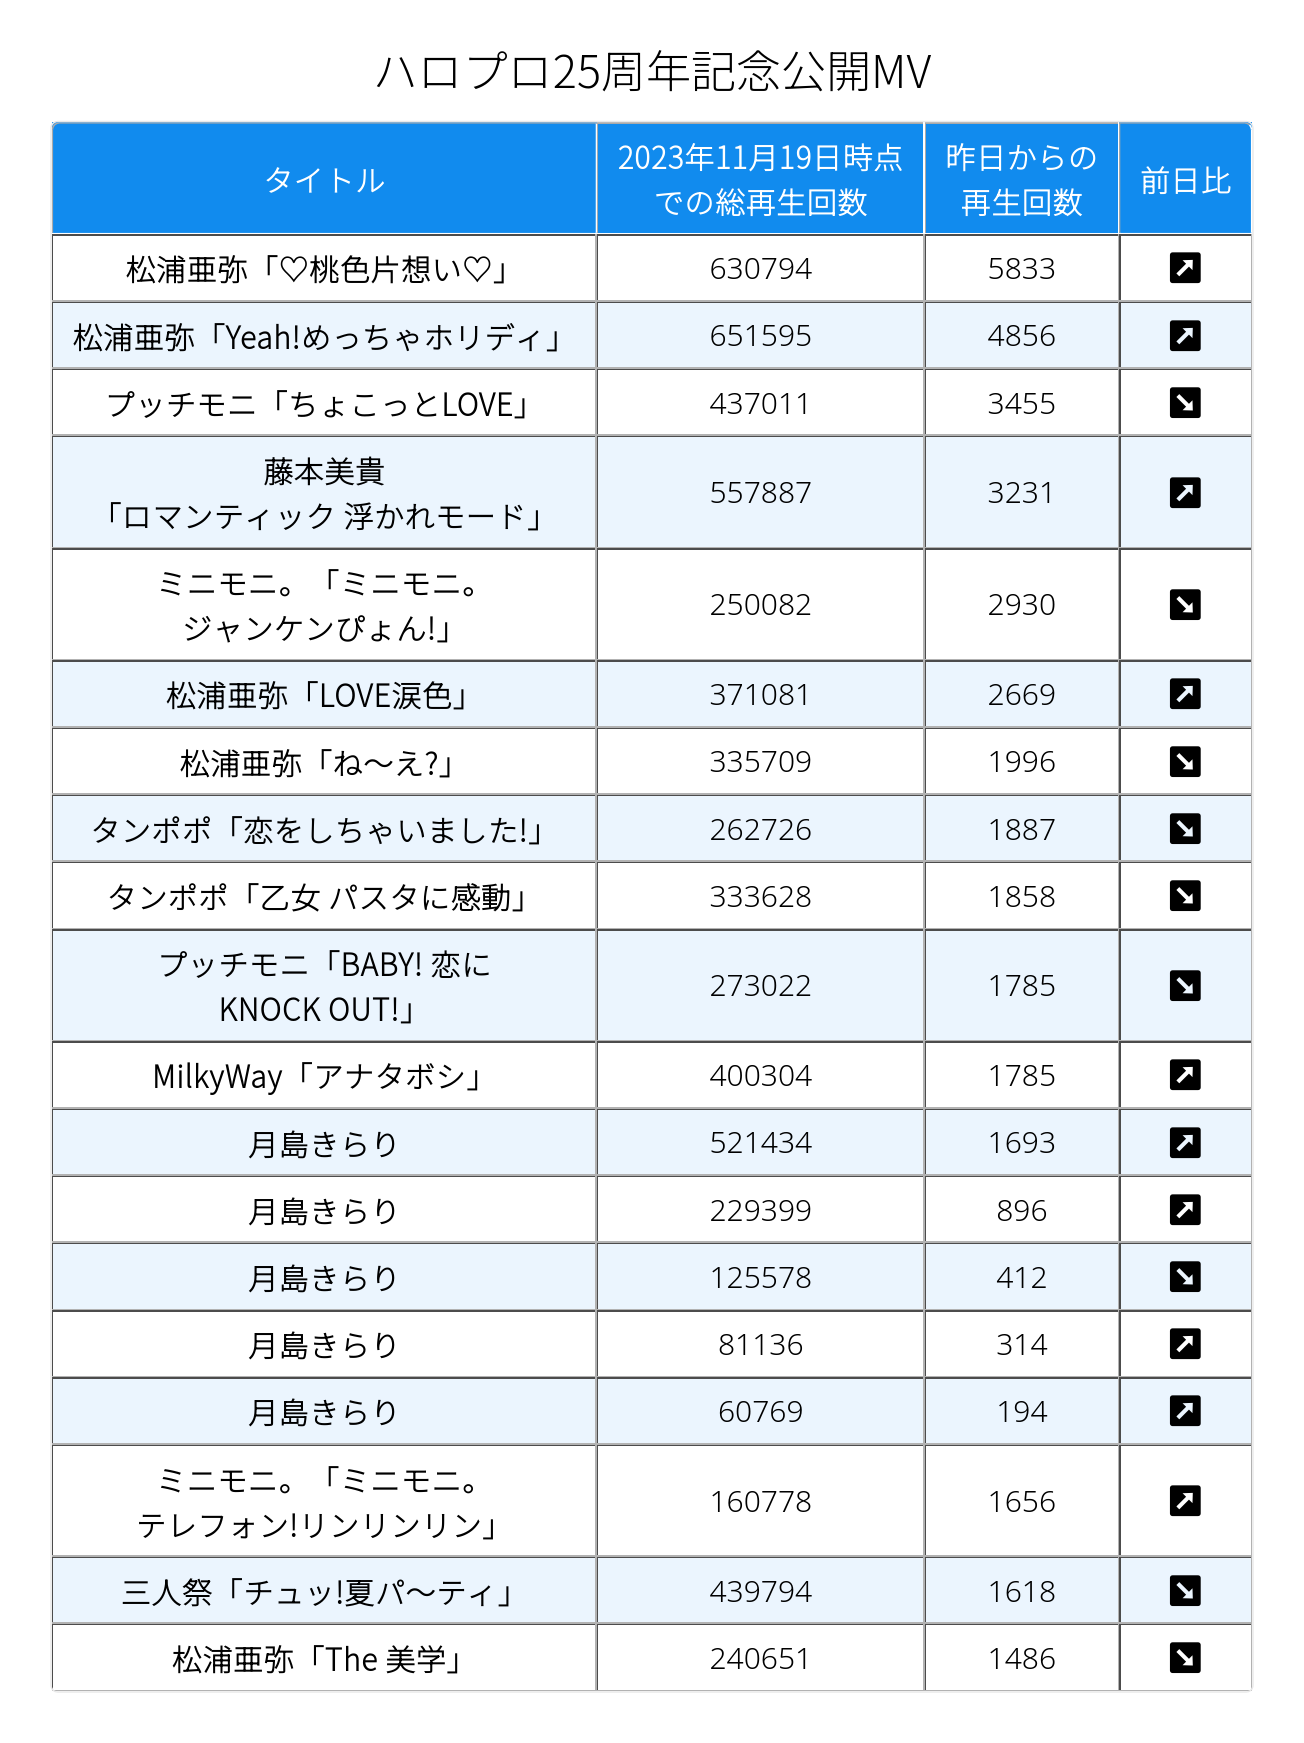 ハロプロ25周年記念公開MV
タイトル
2023年11月19日時点
での総再生回数
昨日からの
再生回数
前日比
松浦亜弥「♡桃色片想い♡」 630794 5833 ↗
松浦亜弥「Yeah!めっちゃホリディ」 651595 4856 ↗
プッチモニ「ちょこっとLOVE」 437011 3455 ↘
藤本美貴
「ロマンティック 浮かれモード」 557887 3231 ↗
ミニモニ。「ミニモニ。
ジャンケンぴょん!」 250082 2930 ↘
松浦亜弥「LOVE涙色」 371081 2669 ↗
松浦亜弥「ね〜え?」 335709 1996 ↘
タンポポ「恋をしちゃいました!」 262726 1887 ↘
タンポポ「乙女 パスタに感動」 333628 1858 ↘
プッチモニ「BABY! 恋に
KNOCK OUT!」 273022 1785 ↘
MilkyWay「アナタボシ」 400304 1785 ↗
月島きらり 521434 1693 ↗
月島きらり 229399 896 ↗
月島きらり 125578 412 ↘
月島きらり 81136 314 ↗
月島きらり 60769 194 ↗
ミニモニ。「ミニモニ。
テレフォン!リンリンリン」 160778 1656 ↗
三人祭「チュッ!夏パ〜ティ」 439794 1618 ↘
松浦亜弥「The 美学」 240651 1486 ↘